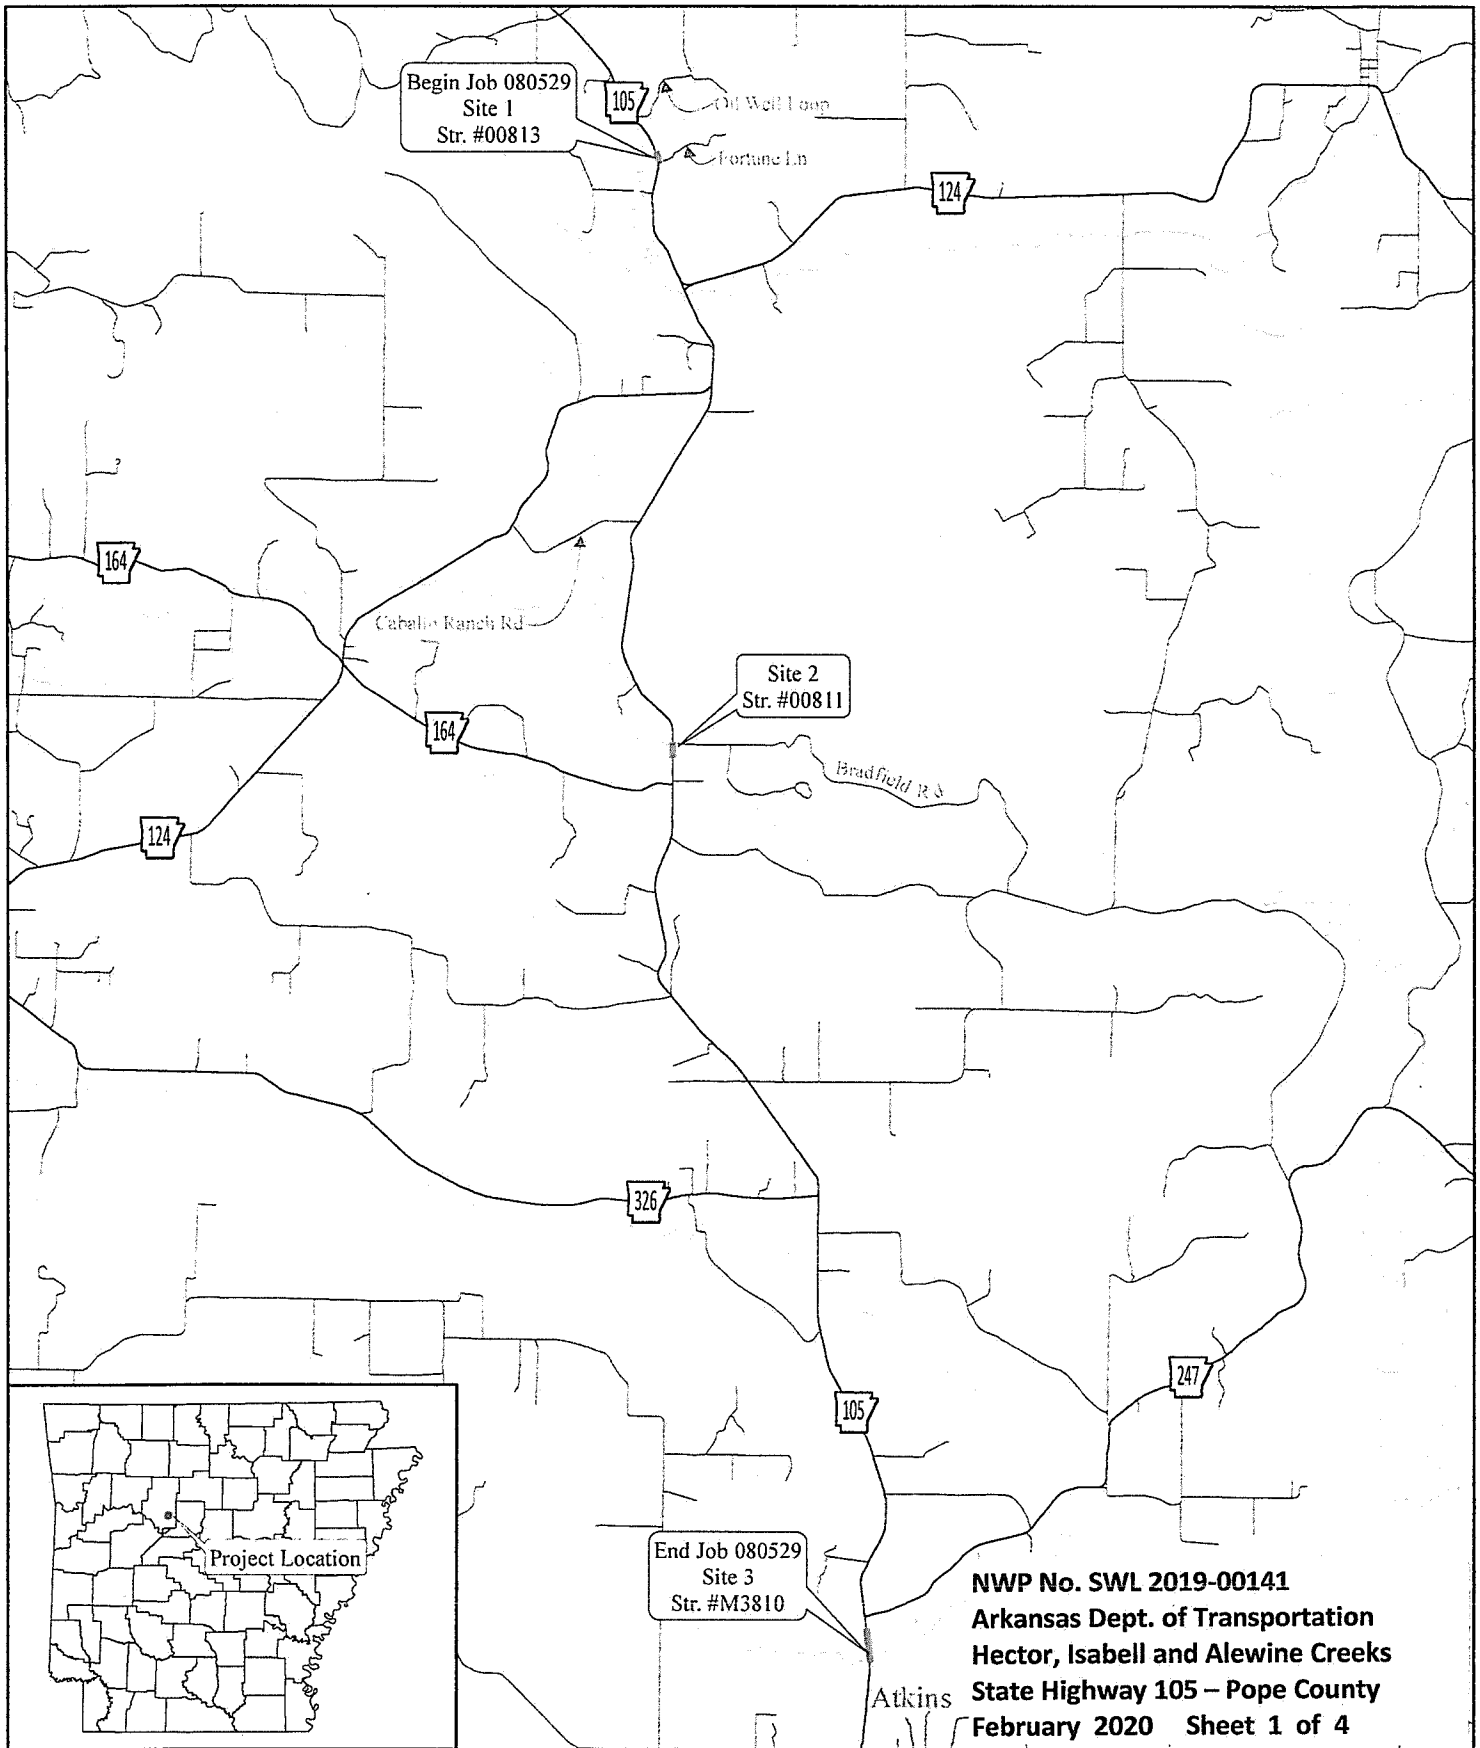 Begin Job 080529
Site 1
Str. #00813
105
Oil Well Loop
Fortune Ln
124
164
Caballo Ranch Rd
Site 2
Str. #00811
164
Bradfield Rd
124
326
247
105
Project Location
End Job 080529
Site 3
Str. #M3810
Atkins
NWP No. SWL 2019-00141
Arkansas Dept. of Transportation
Hector, Isabell and Alewine Creeks
State Highway 105 – Pope County
February 2020 Sheet 1 of 4